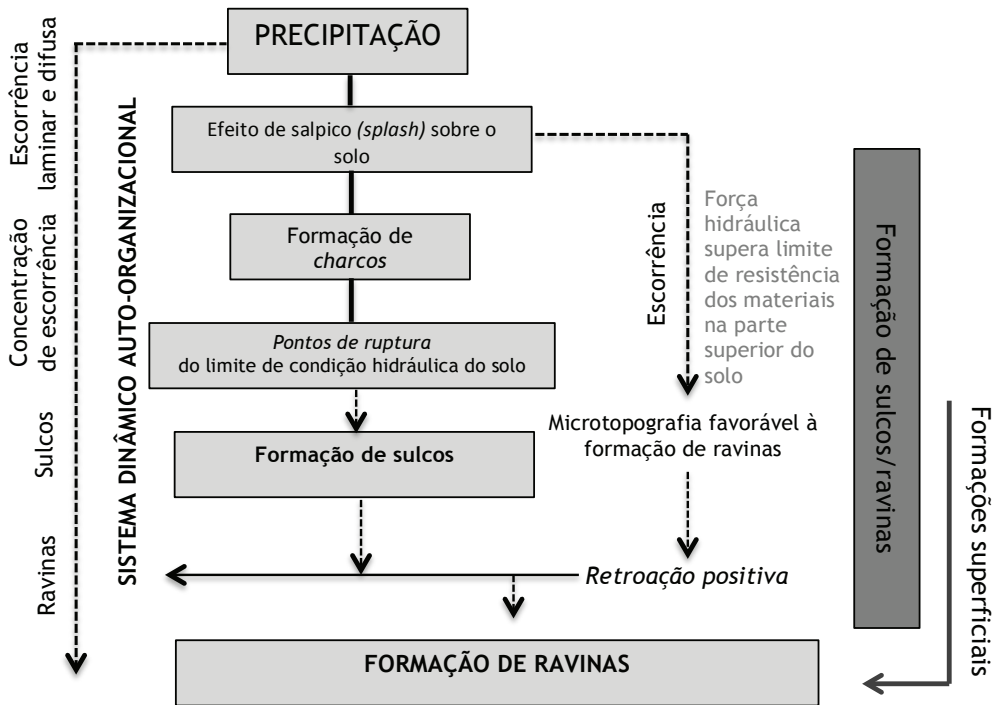 PRECIPITAÇÃO
Efeito de salpico (splash) sobre o
solo
Formação de
charcos
Pontos de ruptura
do limite de condição hidráulica do solo
Formação de sulcos
Retroação positiva
FORMAÇÃO DE RAVINAS
Escorrência
laminar e difusa
Concentração
de escorrência
Sulcos
Ravinas
SISTEMA DINÂMICO AUTO-ORGANIZACIONAL
Escorrência
Força
hidráulica
supera limite
de resistência
dos materiais
na parte
superior do
solo
Microtopografia favorável à
formação de ravinas
Formação de sulcos/ravinas
Formações superficiais